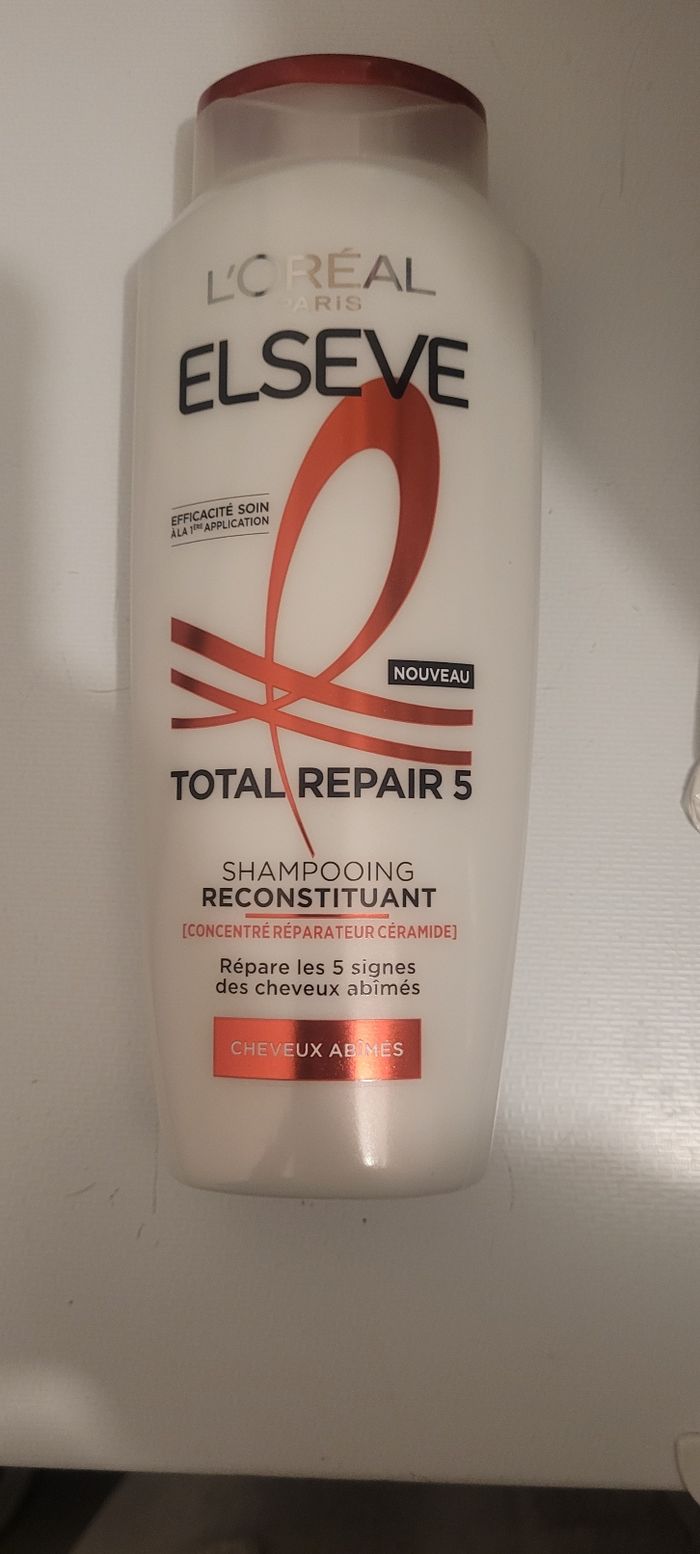 L'ORÉAL
PARIS
ELSEVE
EFFICACITÉ SOIN
À LA 1ÈRE APPLICATION
NOUVEAU
TOTAL REPAIR 5
SHAMPOOING
RECONSTITUANT
[CONCENTRÉ RÉPARATEUR CÉRAMIDE]
Répare les 5 signes
des cheveux abîmés
CHEVEUX ABÎMÉS